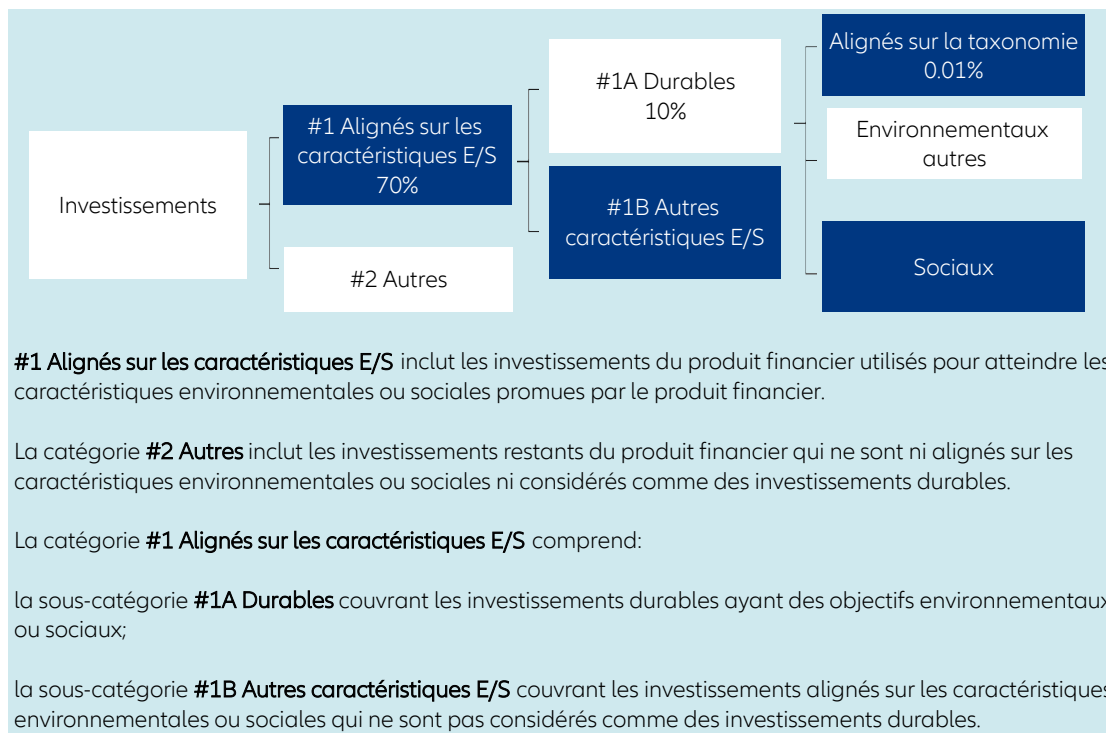 Investissements
#1 Alignés sur les
caractéristiques E/S
70%
#2 Autres
#1A Durables
10%
#1B Autres
caractéristiques E/S
Alignés sur la taxonomie
0.01%
Environnementaux
autres
Sociaux
#1 Alignés sur les caractéristiques E/S inclut les investissements du produit financier utilisés pour atteindre les
caractéristiques environnementales ou sociales promues par le produit financier.
La catégorie #2 Autres inclut les investissements restants du produit financier qui ne sont ni alignés sur les
caractéristiques environnementales ou sociales ni considérés comme des investissements durables.
La catégorie #1 Alignés sur les caractéristiques E/S comprend:
la sous-catégorie #1A Durables couvrant les investissements durables ayant des objectifs environnementaux
ou sociaux;
la sous-catégorie #1B Autres caractéristiques E/S couvrant les investissements alignés sur les caractéristiques
environnementales ou sociales qui ne sont pas considérés comme des investissements durables.